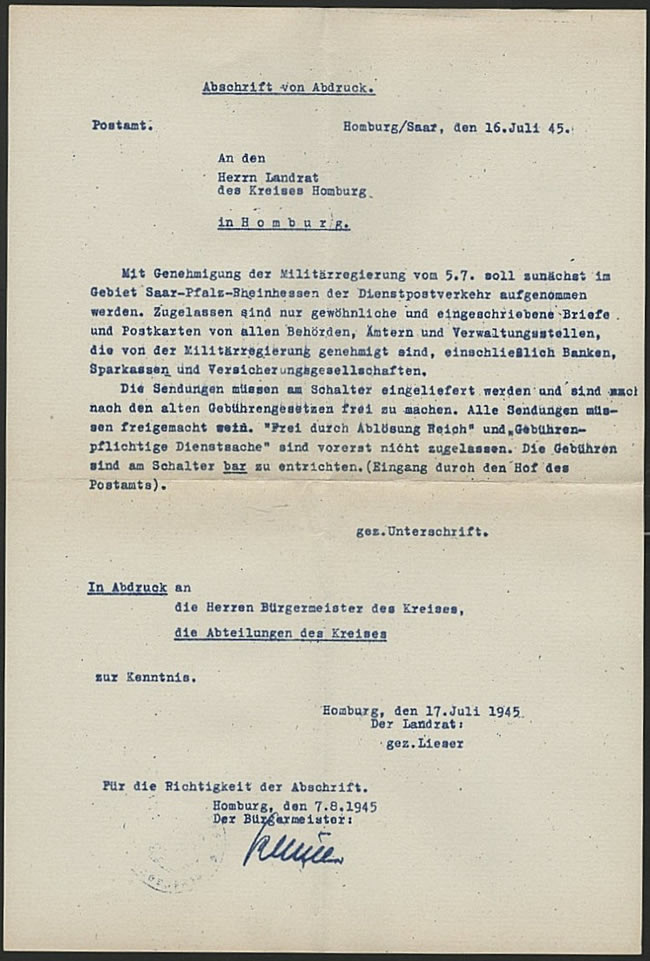 Abschrift von Abdruck.
Postamt.
Homburg/Saar, den 16.Juli 45.
An den
Herrn Landrat
des Kreises Homburg
in H o m b u r g.
Mit Genehmigung der Militärregierung vom 5.7. soll zunächst im
Gebiet Saar-Pfalz-Rheinhessen der Dienstpostverkehr aufgenommen
werden. Zugelassen sind nur gewöhnliche und eingeschriebene Briefe
und Postkarten von allen Behörden, Ämtern und Verwaltungsstellen,
die von der Militärregierung genehmigt sind, einschließlich Banken,
Sparkassen und Versicherungsgesellschaften.
Die Sendungen müssen am Schalter eingeliefert werden und sind
nach den alten Gebührengesetzen frei zu machen. Alle Sendungen müs-
sen freigemacht sein. "Frei durch Ablösung Reich" und „Gebühren-
pflichtige Dienstsache" sind vorerst nicht zugelassen. Die Gebühren
sind am Schalter bar zu entrichten.(Eingang durch den Hof des
Postamts).
gez.Unterschrift.
In Abdruck an
die Herren Bürgermeister des Kreises,
die Abteilungen des Kreises
zur Kenntnis.
Homburg, den 17.Juli 1945
Der Landrat:
gez.Lieser
Für die Richtigkeit der Abschrift.
Homburg, den 7.8.1945
Der Bürgermeister: